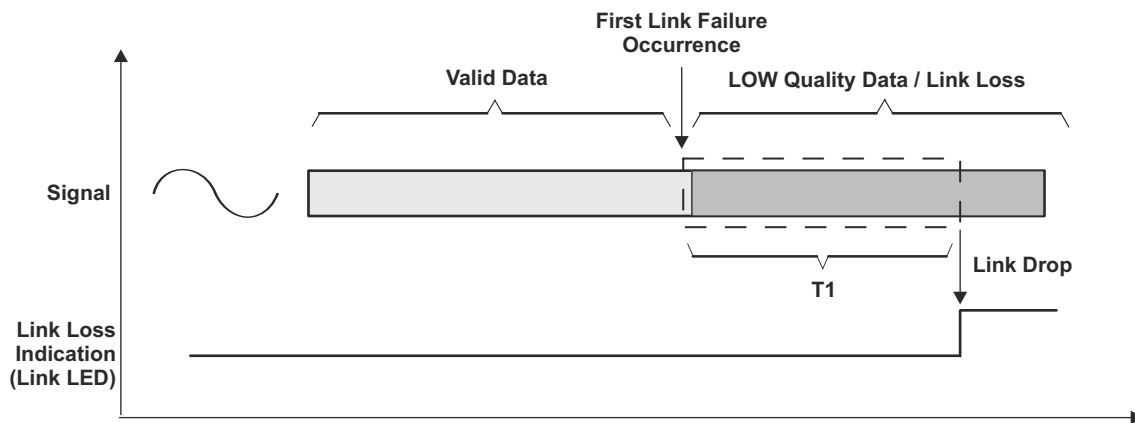 First Link Failure
Occurrence
Valid Data
LOW Quality Data / Link Loss
Signal
T1
Link Drop
Link Loss
Indication
(Link LED)